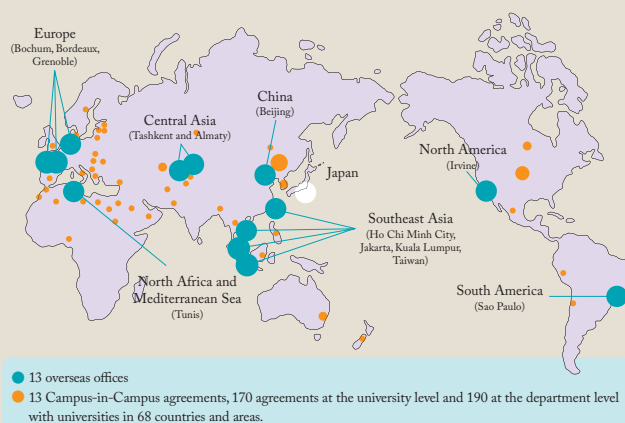 Europe
(Bochum, Bordeaux,
Grenoble)
Central Asia
(Tashkent and Almaty)
China
(Beijing)
Japan
North America
(Irvine)
Southeast Asia
(Ho Chi Minh City,
Jakarta, Kuala Lumpur,
Taiwan)
North Africa and
Mediterranean Sea
(Tunis)
South America
(Sao Paulo)
13 overseas offices
13 Campus-in-Campus agreements, 170 agreements at the university level and 190 at the department level
with universities in 68 countries and areas.